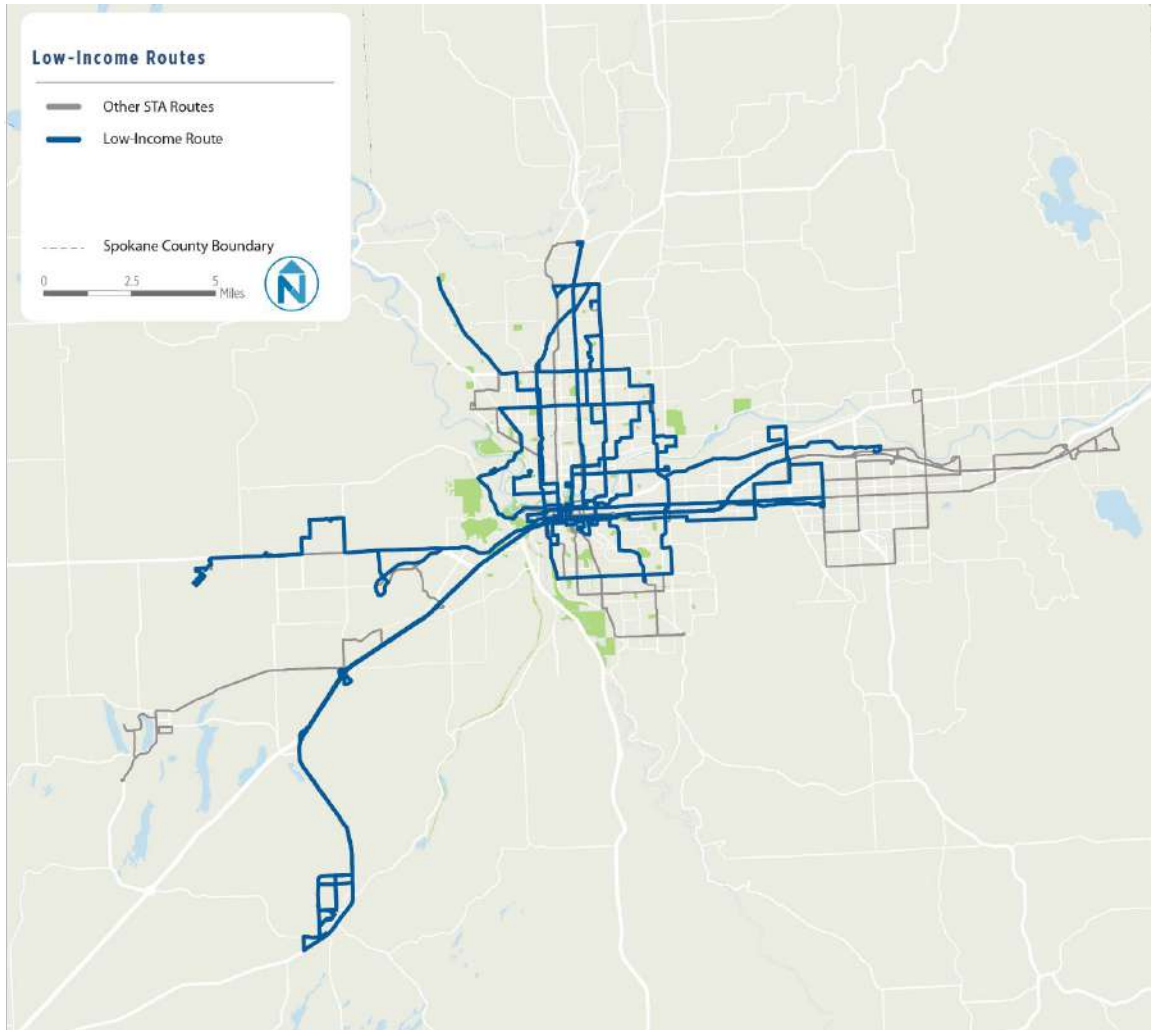 Low-Income Routes
Other STA Routes
Low-Income Route
Spokane County Boundary
0 2.5 5
Miles
N